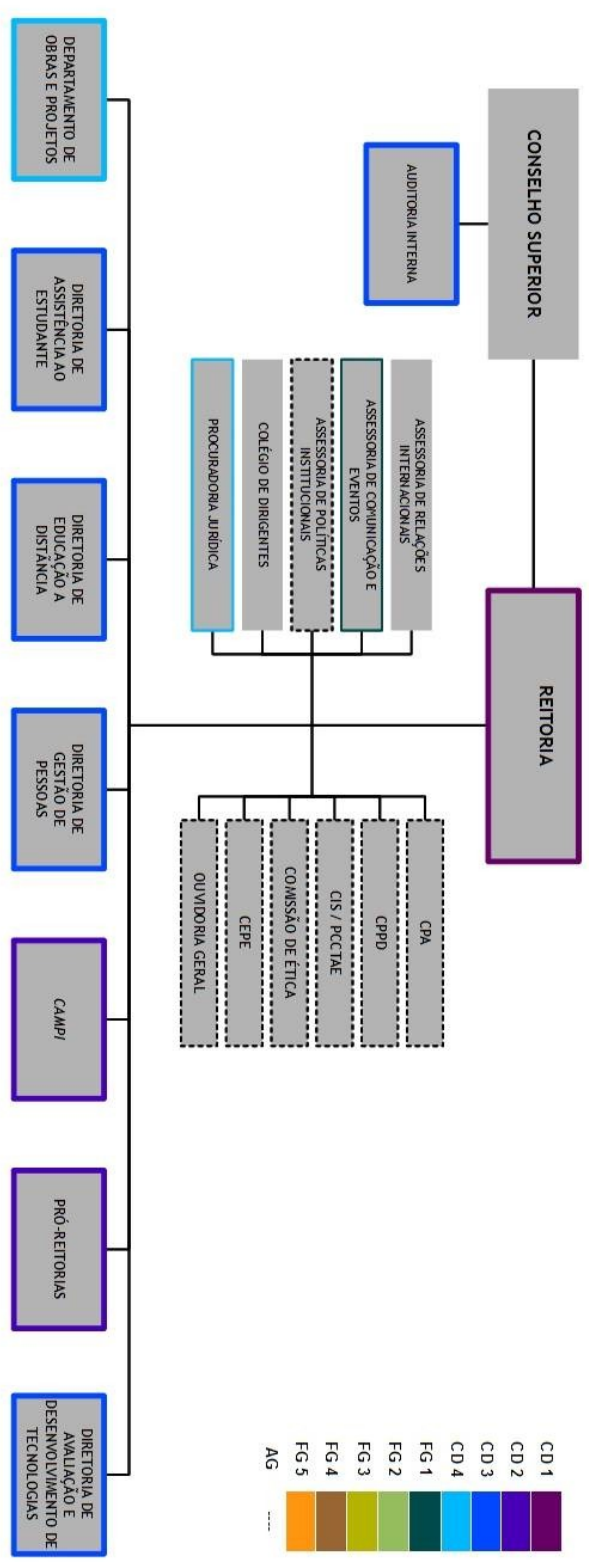 CONSELHO SUPERIOR
REITORIA
AUDITORIA INTERNA
ASSESSORIA DE RELAÇÕES
INTERNACIONAIS
ASSESSORIA DE COMUNICAÇÃO E
EVENTOS
ASSESSORIA DE POLÍTICAS
INSTITUCIONAIS
COLÉGIO DE DIRIGENTES
PROCURADORIA JURÍDICA
CPA
CPPD
CIS / PCCTAE
COMISSÃO DE ÉTICA
CEPE
OUVIDORIA GERAL
DEPARTAMENTO DE
OBRAS E PROJETOS
DIRETORIA DE
ASSISTÊNCIA AO
ESTUDANTE
DIRETORIA DE
EDUCAÇÃO A
DISTÂNCIA
DIRETORIA DE
GESTÃO DE
PESSOAS
CAMPI
PRÓ-REITORIAS
DIRETORIA DE
AVALIAÇÃO E
DESENVOLVIMENTO DE
TECNOLOGIAS
CD 1
CD 2
CD 3
CD 4
FG 1
FG 2
FG 3
FG 4
FG 5
AG ----